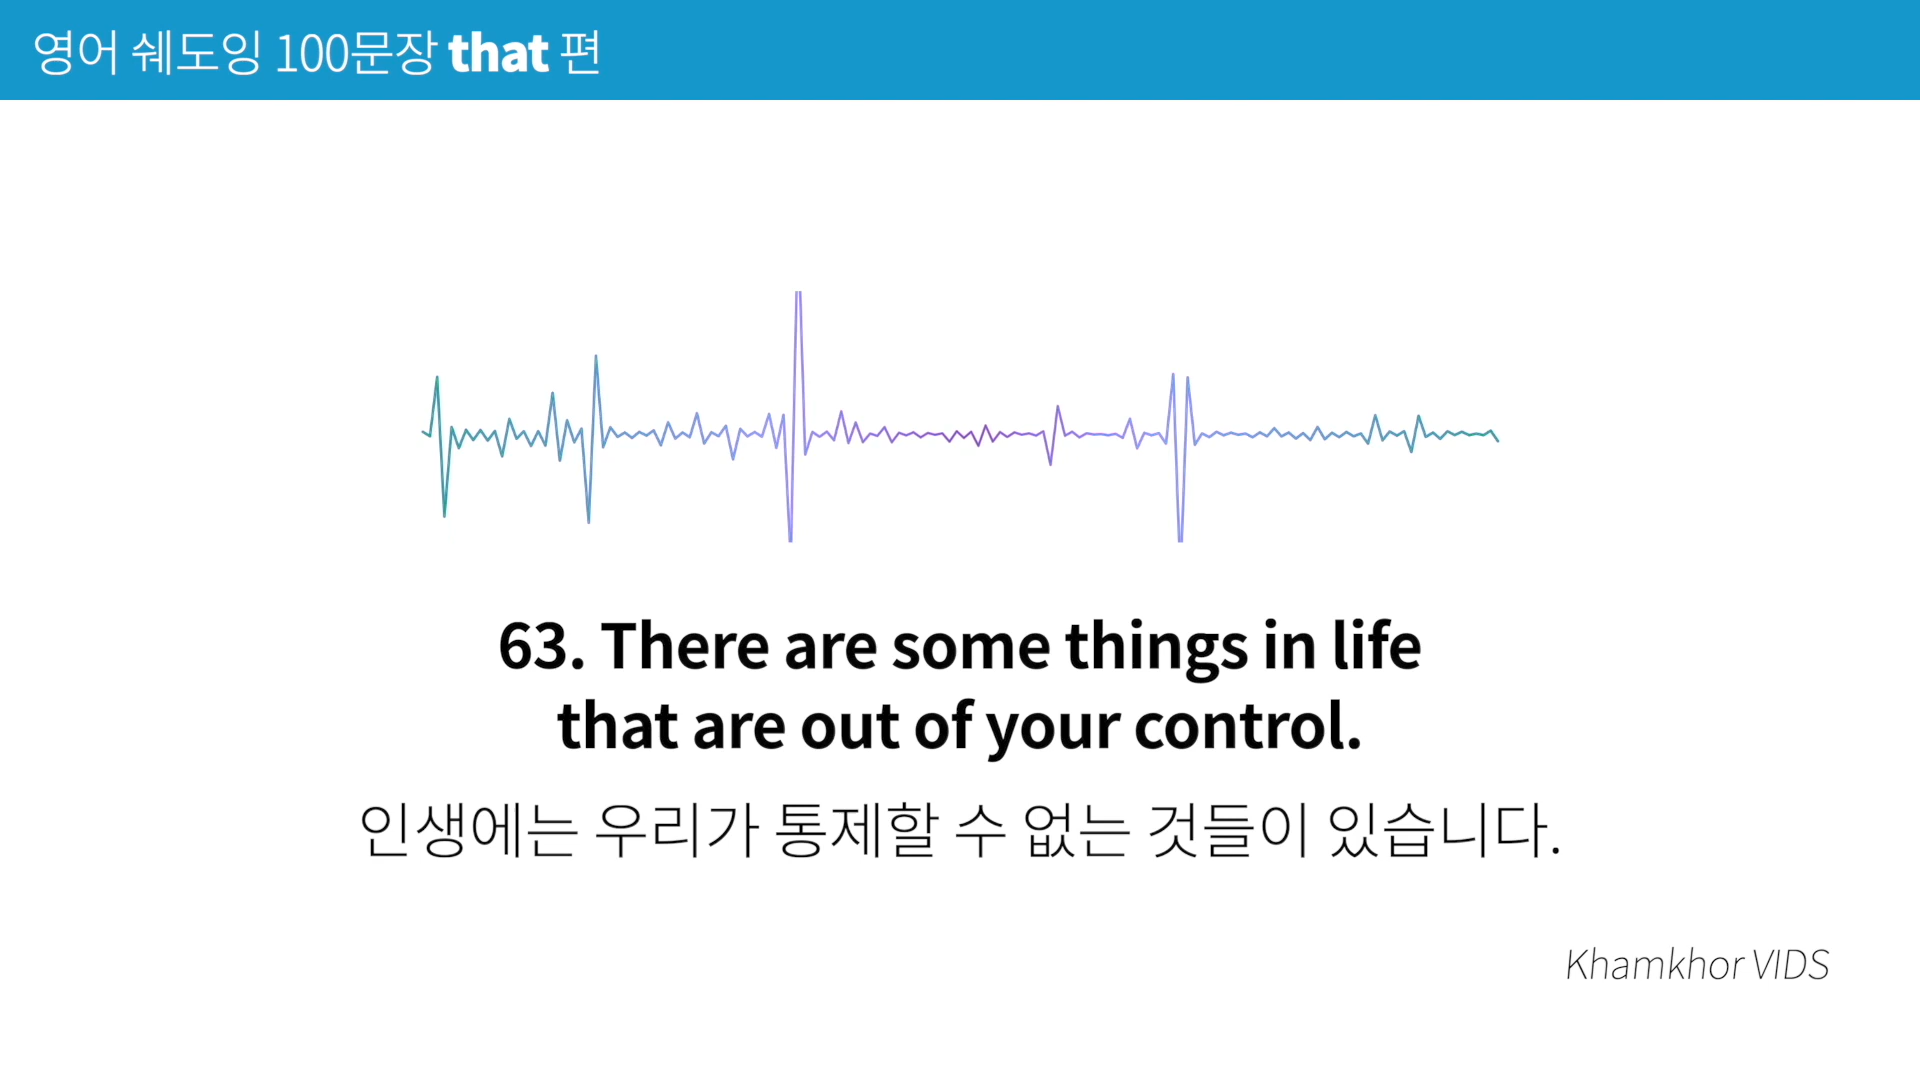 영어 쉐도잉 100문장 that 편
63. There are some things in life
that are out of your control.
인생에는 우리가 통제할 수 없는 것들이 있습니다.
Khamkhor VIDS